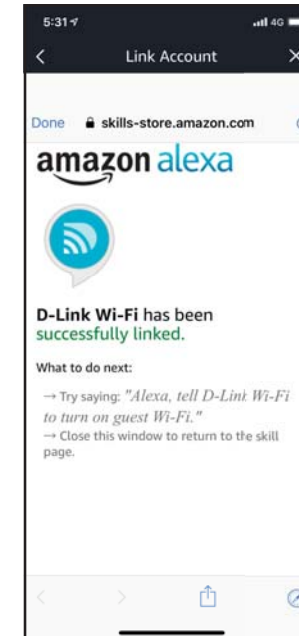 5:31
4G
Link Account
Done
skills-store.amazon.com
amazon alexa
D-Link Wi-Fi has been
successfully linked.
What to do next:
→ Try saying: "Alexa, tell D-Link Wi-Fi
to turn on guest Wi-Fi."
→ Close this window to return to the skill
page.